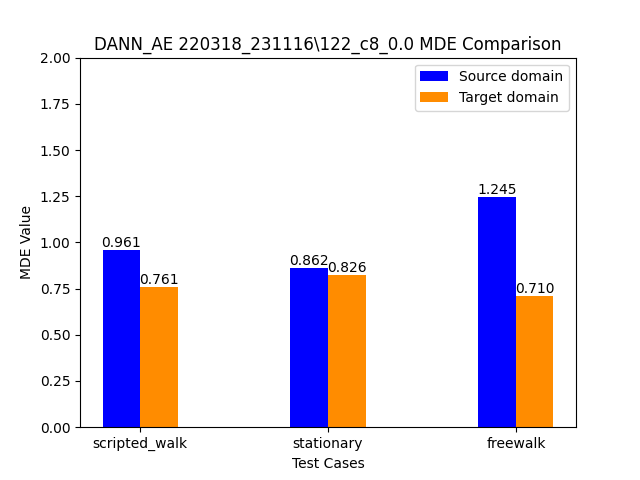 DANN_AE 220318_231116\122_c8_0.0 MDE Comparison
Source domain
Target domain
2.00
1.75
1.50
1.25
1.00
0.75
0.50
0.25
0.00
MDE Value
0.961
0.761
0.862
0.826
1.245
0.710
scripted_walk
stationary
freewalk
Test Cases